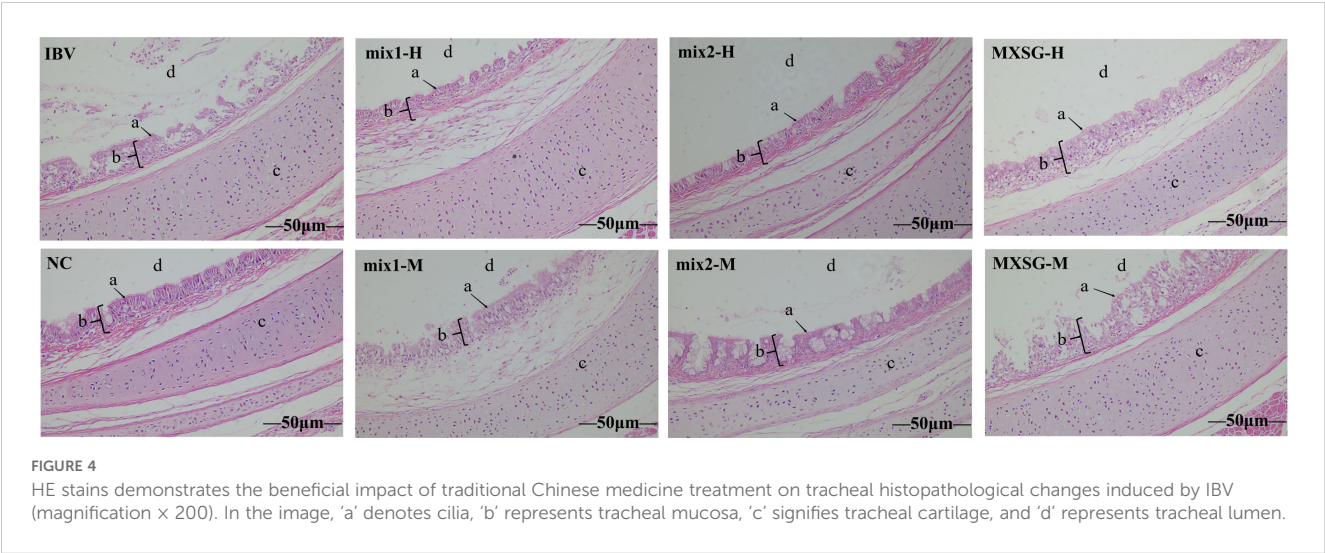 IBV
d
a
b
c
50μm
mix1-H
d
a
b
c
50μm
mix2-H
d
a
b
c
50μm
MXSG-H
d
a
b
c
50μm
NC
d
a
b
c
50μm
mix1-M
d
a
b
c
50μm
mix2-M
d
a
b
c
50μm
MXSG-M
d
a
b
c
50μm
FIGURE 4
HE stains demonstrates the beneficial impact of traditional Chinese medicine treatment on tracheal histopathological changes induced by IBV
(magnification × 200). In the image, ‘a’ denotes cilia, ‘b’ represents tracheal mucosa, ‘c’ signifies tracheal cartilage, and ‘d’ represents tracheal lumen.